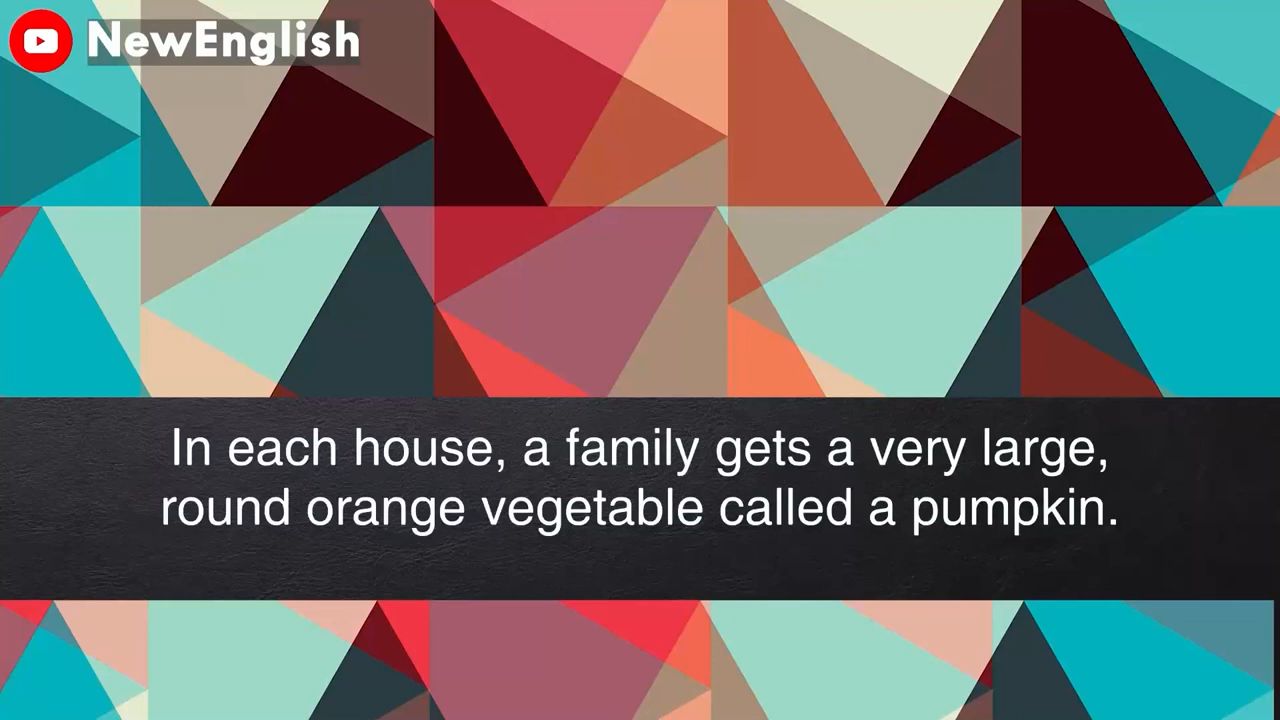 NewEnglish
In each house, a family gets a very large,
round orange vegetable called a pumpkin.